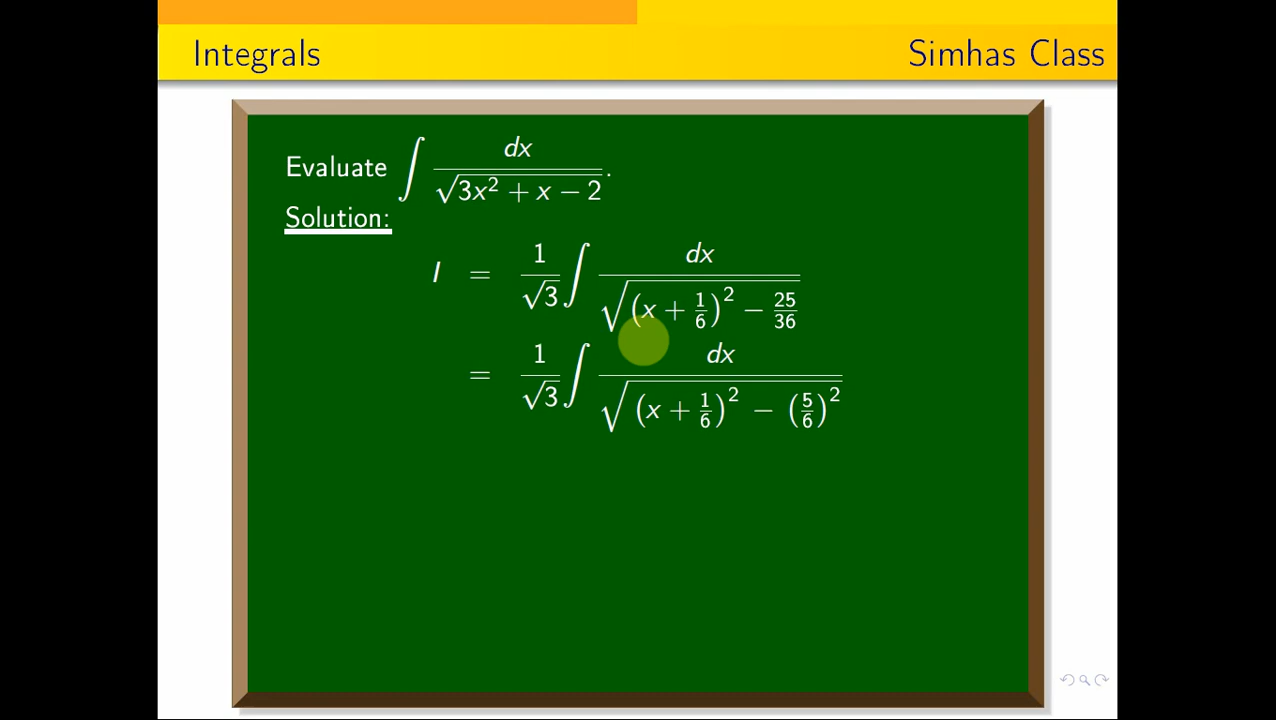 Integrals Simhas Class
Evaluate ∫ dx / √(3x² + x − 2).
Solution:
I = 1/√3 ∫ dx / √((x + 1/6)² − 25/36)
= 1/√3 ∫ dx / √((x + 1/6)² − (5/6)²)